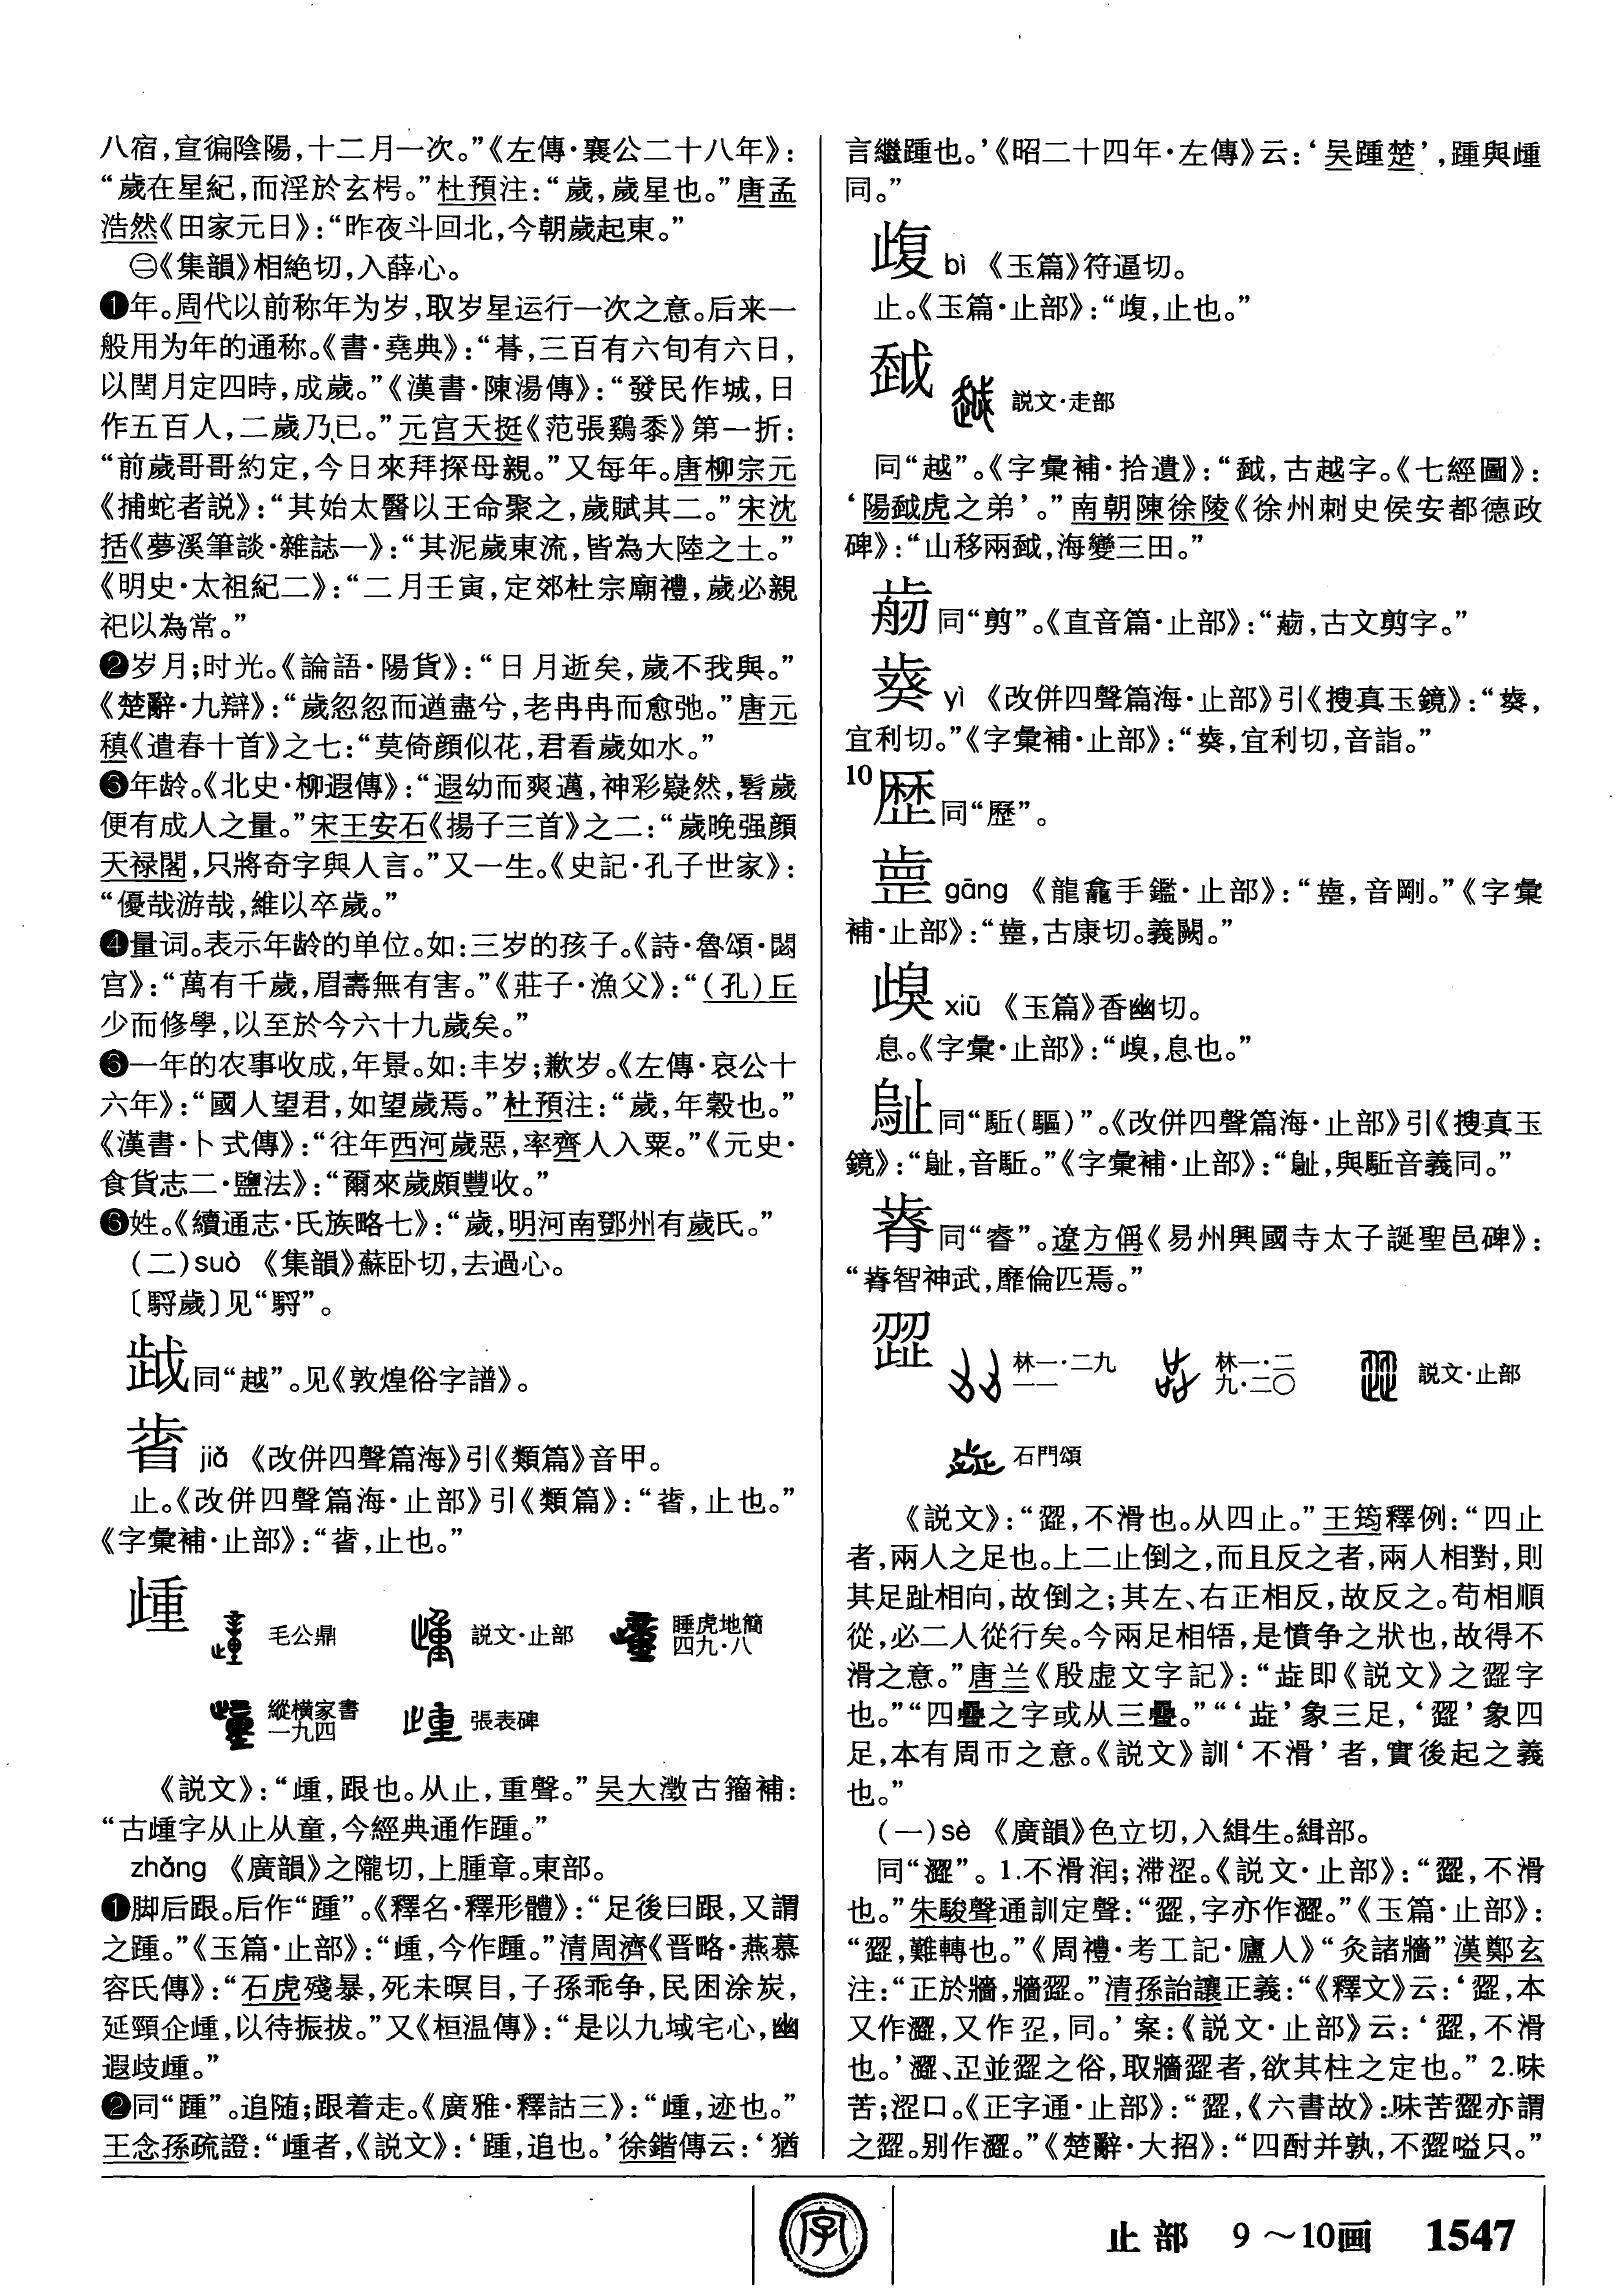 八宿,宣徧陰陽,十二月一次。”《左傳·襄公二十八年》:
“歲在星紀,而淫於玄枵。”杜預注:“歲,歲星也。”唐孟
浩然《田家元日》:“昨夜斗回北,今朝歲起東。”
㊁《集韻》相絶切,入薛心。
❶年。周代以前称年为岁,取岁星运行一次之意。后来一
般用为年的通称。《書·堯典》:“朞,三百有六旬有六日,
以閏月定四時,成歲。”《漢書·陳湯傳》:“發民作城,日
作五百人,二歲乃已。”元宫天挺《范張鷄黍》第一折:
“前歲哥哥約定,今日來拜探母親。”又每年。唐柳宗元
《捕蛇者説》:“其始太醫以王命聚之,歲賦其二。”宋沈
括《夢溪筆談·雜誌一》:“其泥歲東流,皆為大陸之土。”
《明史·太祖紀二》:“二月壬寅,定郊社宗廟禮,歲必親
祀以為常。”
❷岁月;时光。《論語·陽貨》:“日月逝矣,歲不我與。”
《楚辭·九辯》:“歲忽忽而遒盡兮,老冉冉而愈弛。”唐元
稹《遣春十首》之七:“莫倚顔似花,君看歲如水。”
❸年龄。《北史·柳遐傳》:“遐幼而爽邁,神彩嶷然,髫歲
便有成人之量。”宋王安石《揚子三首》之二:“歲晚强顔
天禄閣,只將奇字與人言。”又一生。《史記·孔子世家》:
“優哉游哉,維以卒歲。”
❹量词。表示年龄的单位。如:三岁的孩子。《詩·魯頌·閟
宫》:“萬有千歲,眉壽無有害。”《莊子·漁父》:“(孔)丘
少而修學,以至於今六十九歲矣。”
❺一年的农事收成,年景。如:丰岁;歉岁。《左傳·哀公十
六年》:“國人望君,如望歲焉。”杜預注:“歲,年穀也。”
《漢書·卜式傳》:“往年西河歲惡,率齊人入粟。”《元史·
食貨志二·鹽法》:“爾來歲頗豐收。”
❻姓。《續通志·氏族略七》:“歲,明河南鄧州有歲氏。”
(二)suò 《集韻》蘇卧切,去過心。
〔䮑歲〕见“䮑”。
同“越”。见《敦煌俗字譜》。
jiǎ 《改併四聲篇海》引《類篇》音甲。
止。《改併四聲篇海·止部》引《類篇》:“,止也。”
《字彙補·止部》:“,止也。”
歱 毛公鼎 説文·止部 睡虎地簡四九·八
縱横家書一九四 張表碑
《説文》:“歱,跟也。从止,重聲。”吴大澂古籀補:
“古歱字从止从童,今經典通作踵。”
zhǒng 《廣韻》之隴切,上腫章。東部。
❶脚后跟。后作“踵”。《釋名·釋形體》:“足後曰跟,又謂
之踵。”《玉篇·止部》:“歱,今作踵。”清周濟《晋略·燕慕
容氏傳》:“石虎殘暴,死未暝目,子孫乖争,民困涂炭,
延頸企歱,以待振拔。”又《桓温傳》:“是以九域宅心,幽
遐歧歱。”
❷同“踵”。追随;跟着走。《廣雅·釋詁三》:“歱,迹也。”
王念孫疏證:“歱者,《説文》:‘踵,追也。’徐鍇傳云:‘猶
言繼踵也。’《昭二十四年·左傳》云:‘吴踵楚’,踵與歱
同。”
bì 《玉篇》符逼切。
止。《玉篇·止部》:“,止也。”
説文·走部
同“越”。《字彙補·拾遺》:“,古越字。《七經圖》:
‘陽虎之弟’。”南朝陳徐陵《徐州刺史侯安都德政
碑》:“山移兩,海變三田。”
同“剪”。《直音篇·止部》:“,古文剪字。”
yì 《改併四聲篇海·止部》引《搜真玉鏡》:“,
宜利切。”《字彙補·止部》:“,宜利切,音詣。”
10
歴同“歷”。
gāng 《龍龕手鑑·止部》:“,音剛。”《字彙
補·止部》:“,古康切。義闕。”
xiū 《玉篇》香幽切。
息。《字彙·止部》:“,息也。”
同“駈(驅)”。《改併四聲篇海·止部》引《搜真玉
鏡》:“,音駈。”《字彙補·止部》:“,與駈音義同。”
同“睿”。遼方偁《易州興國寺太子誕聖邑碑》:
“智神武,靡倫匹焉。”
歰 林一·二九一一 林一·二九·二〇 説文·止部
石門頌
《説文》:“歰,不滑也。从四止。”王筠釋例:“四止
者,兩人之足也。上二止倒之,而且反之者,兩人相對,則
其足趾相向,故倒之;其左、右正相反,故反之。苟相順
從,必二人從行矣。今兩足相牾,是憤争之狀也,故得不
滑之意。”唐兰《殷虚文字記》:“歮即《説文》之歰字
也。”“四疊之字或从三疊。”“‘歮’象三足,‘歰’象四
足,本有周帀之意。《説文》訓‘不滑’者,實後起之義
也。”
(一)sè 《廣韻》色立切,入緝生。緝部。
同“澀”。1.不滑润;滞涩。《説文·止部》:“歰,不滑
也。”朱駿聲通訓定聲:“歰,字亦作澀。”《玉篇·止部》:
“歰,難轉也。”《周禮·考工記·廬人》“灸諸牆”漢鄭玄
注:“正於牆,牆歰。”清孫詒讓正義:“《釋文》云:‘歰,本
又作澀,又作歪,同。’案:《説文·止部》云:‘歰,不滑
也。’澀、歪並歰之俗,取牆歰者,欲其柱之定也。” 2.味
苦;涩口。《正字通·止部》:“歰,《六書故》:味苦歰亦謂
之歰。别作澀。”《楚辭·大招》:“四酎并孰,不歰嗌只。”
止部 9～10画 1547
字